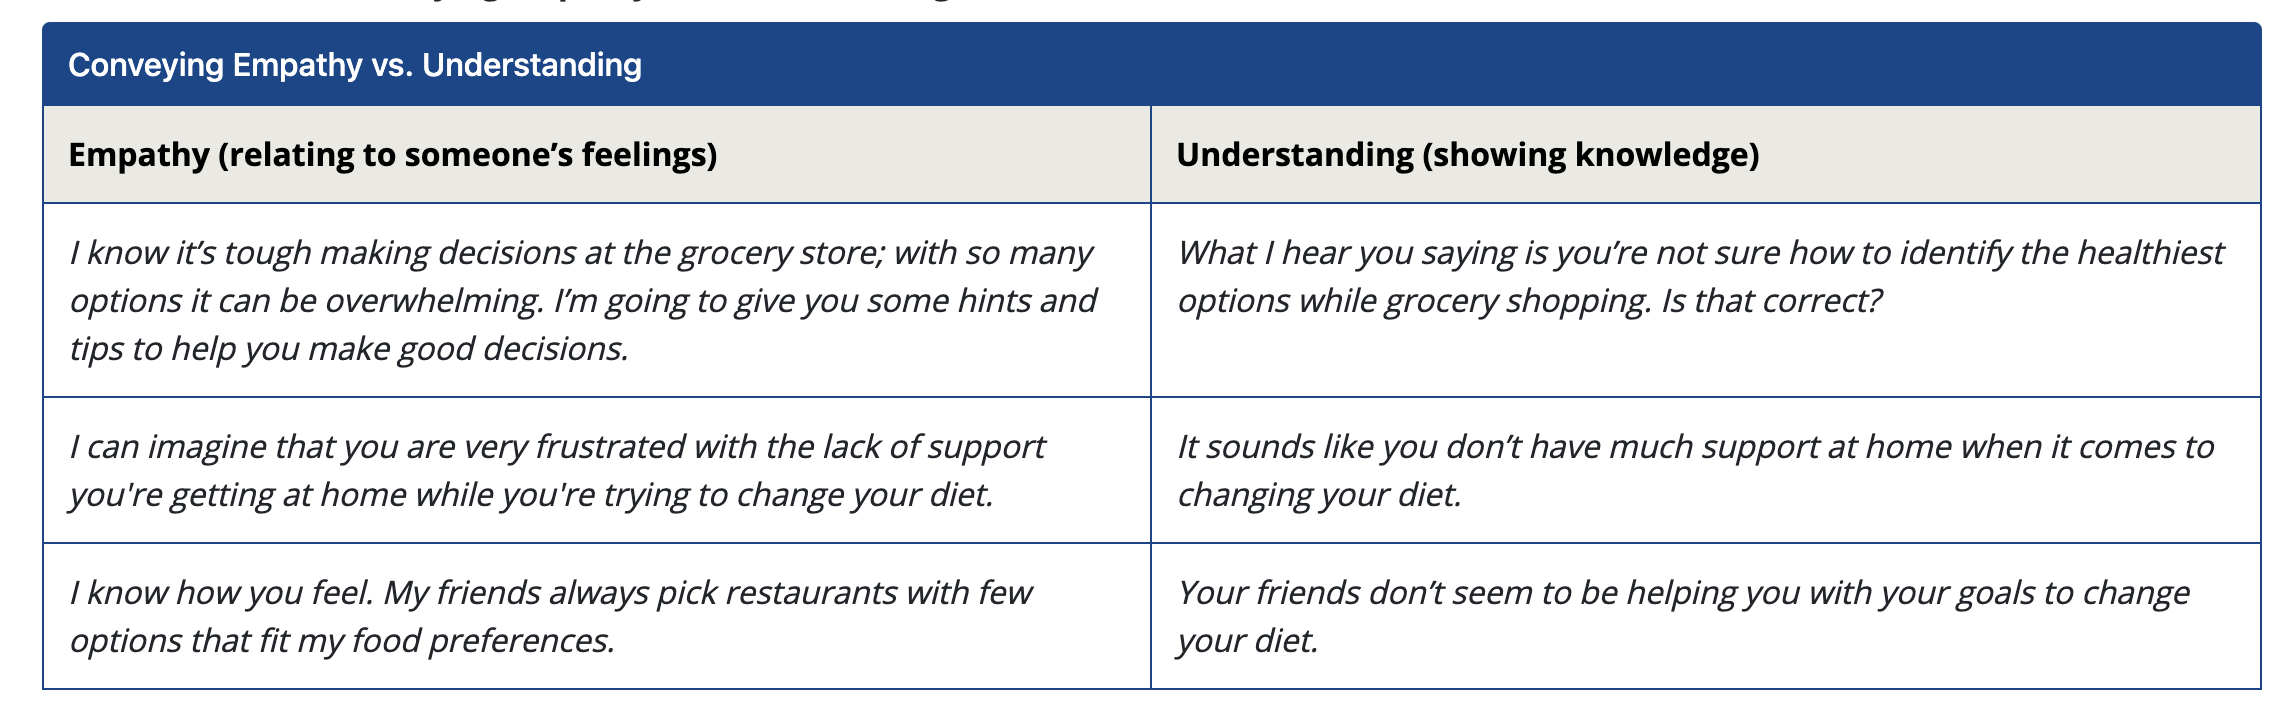 Conveying Empathy vs. Understanding
Empathy (relating to someone’s feelings)
Understanding (showing knowledge)
I know it’s tough making decisions at the grocery store; with so many
options it can be overwhelming. I’m going to give you some hints and
tips to help you make good decisions.
What I hear you saying is you’re not sure how to identify the healthiest
options while grocery shopping. Is that correct?
I can imagine that you are very frustrated with the lack of support
you're getting at home while you're trying to change your diet.
It sounds like you don’t have much support at home when it comes to
changing your diet.
I know how you feel. My friends always pick restaurants with few
options that fit my food preferences.
Your friends don’t seem to be helping you with your goals to change
your diet.